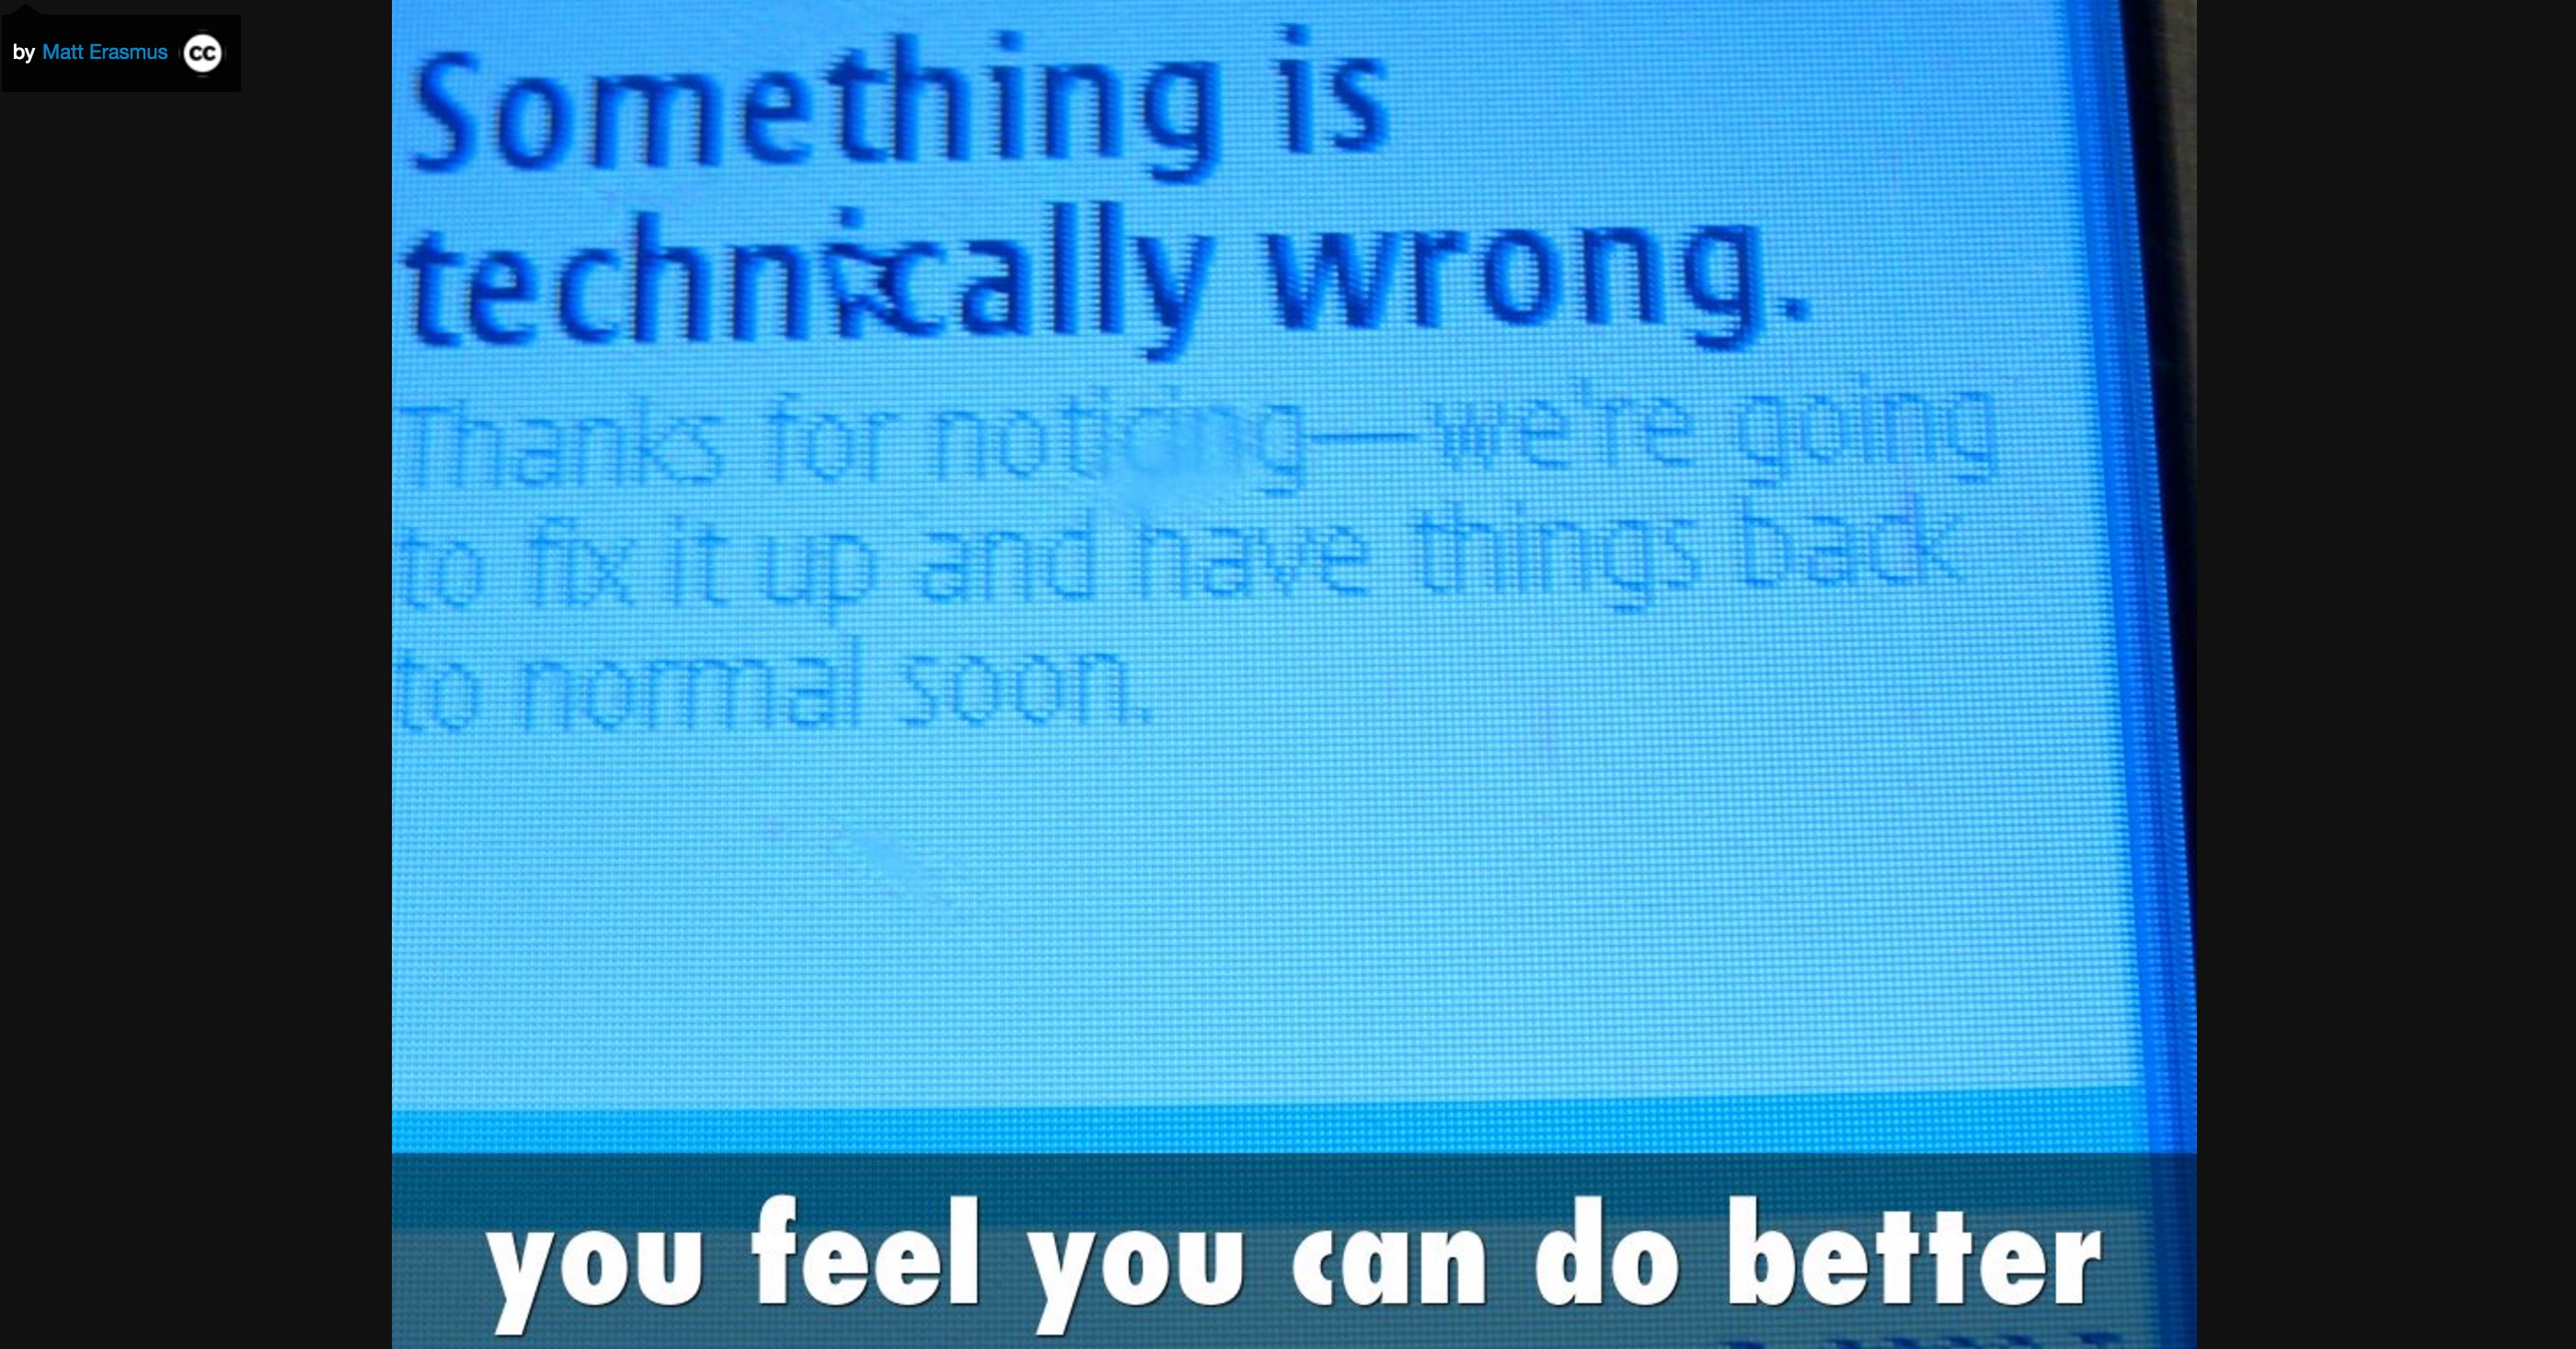 by Matt Erasmus cc
Something is
technically wrong.
Thanks for noticing—we're going
to fix it up and have things back
to normal soon.
you feel you can do better